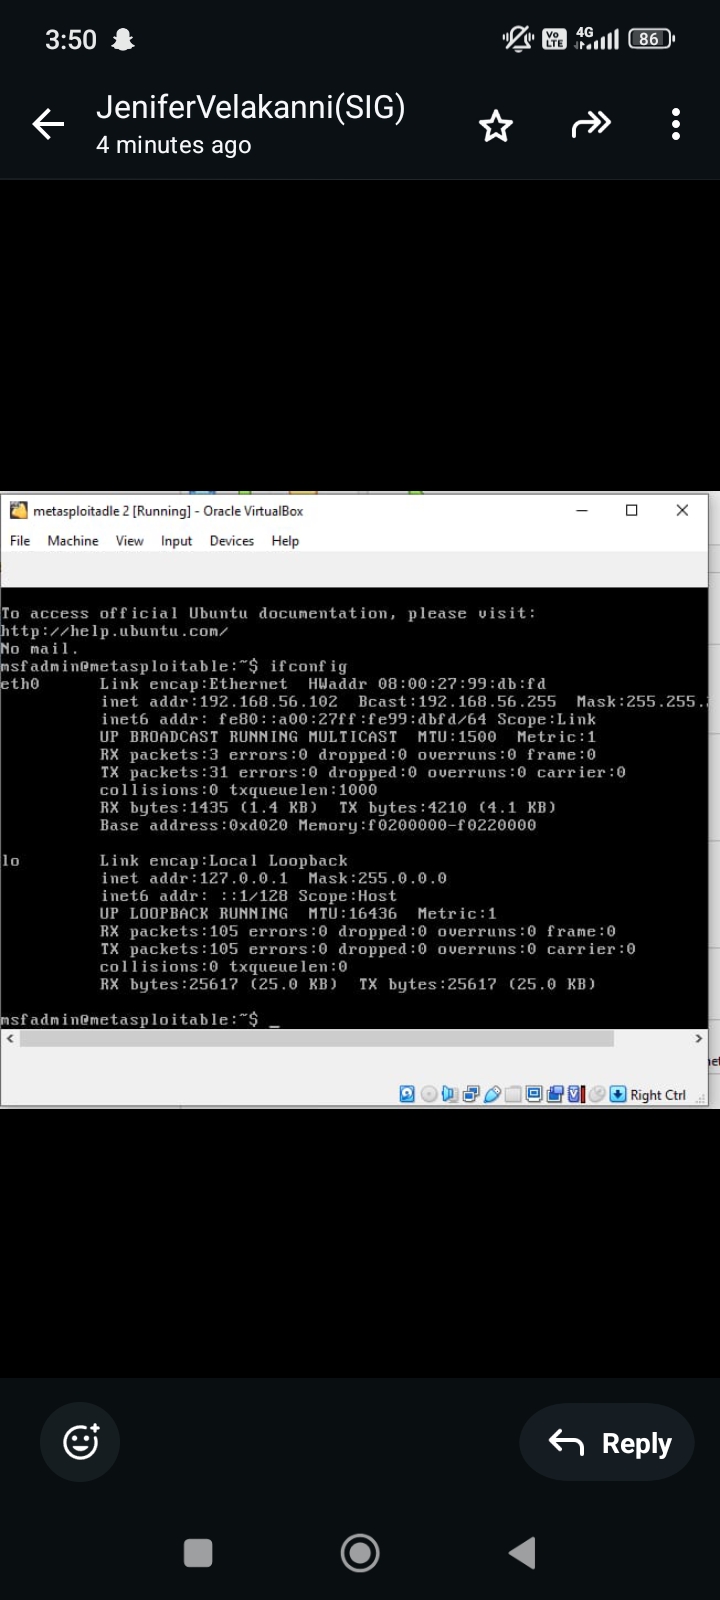 3:50
Vo LTE 4G 86
JeniferVelakanni(SIG)
4 minutes ago
metasploitadle 2 [Running] - Oracle VirtualBox
File Machine View Input Devices Help
To access official Ubuntu documentation, please visit:
http://help.ubuntu.com/
No mail.
msfadmin@metasploitable:~$ ifconfig
eth0 Link encap:Ethernet HWaddr 08:00:27:99:db:fd
inet addr:192.168.56.102 Bcast:192.168.56.255 Mask:255.255.
inet6 addr: fe80::a00:27ff:fe99:dbfd/64 Scope:Link
UP BROADCAST RUNNING MULTICAST MTU:1500 Metric:1
RX packets:3 errors:0 dropped:0 overruns:0 frame:0
TX packets:31 errors:0 dropped:0 overruns:0 carrier:0
collisions:0 txqueuelen:1000
RX bytes:1435 (1.4 KB) TX bytes:4210 (4.1 KB)
Base address:0xd020 Memory:f0200000-f0220000
lo Link encap:Local Loopback
inet addr:127.0.0.1 Mask:255.0.0.0
inet6 addr: ::1/128 Scope:Host
UP LOOPBACK RUNNING MTU:16436 Metric:1
RX packets:105 errors:0 dropped:0 overruns:0 frame:0
TX packets:105 errors:0 dropped:0 overruns:0 carrier:0
collisions:0 txqueuelen:0
RX bytes:25617 (25.0 KB) TX bytes:25617 (25.0 KB)
msfadmin@metasploitable:~$ _
Right Ctrl
Reply